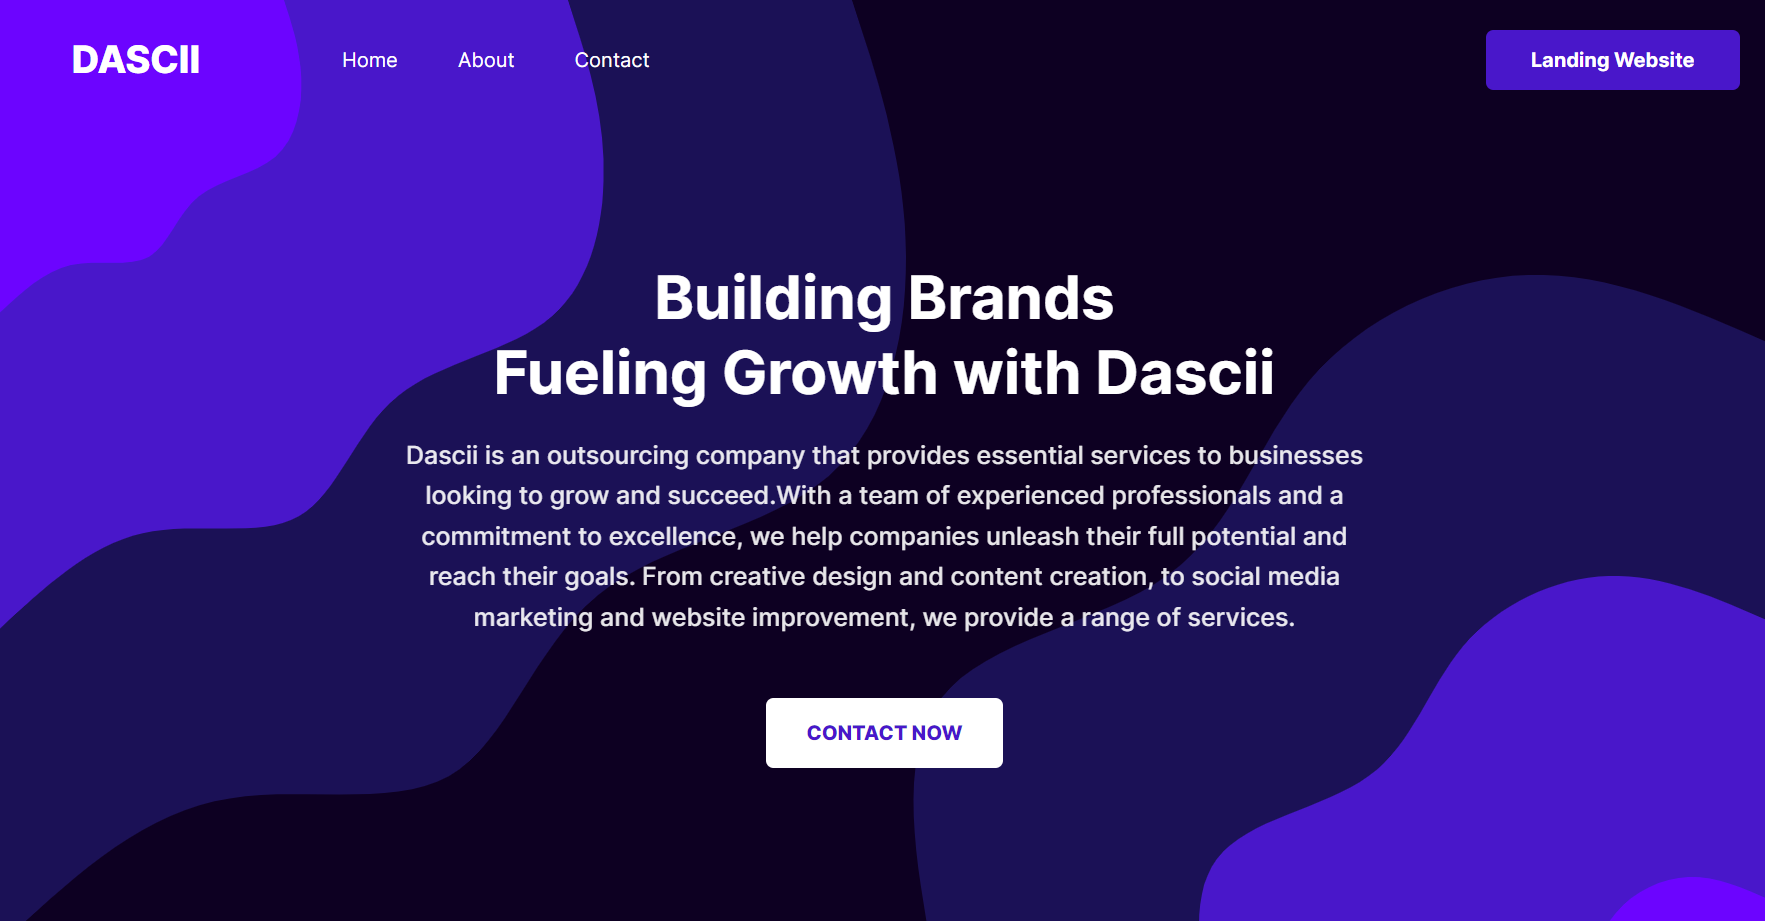 DASCII
Home
About
Contact
Landing Website
Building Brands
Fueling Growth with Dascii
Dascii is an outsourcing company that provides essential services to businesses
looking to grow and succeed.With a team of experienced professionals and a
commitment to excellence, we help companies unleash their full potential and
reach their goals. From creative design and content creation, to social media
marketing and website improvement, we provide a range of services.
CONTACT NOW